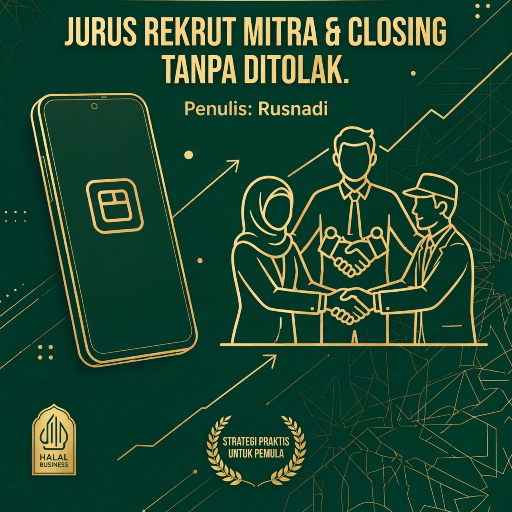 JURUS REKRUT MITRA & CLOSING
TANPA DITOLAK.
Penulis: Rusnadi
HALAL
BUSINESS
STRATEGI PRAKTIS
UNTUK PEMULA